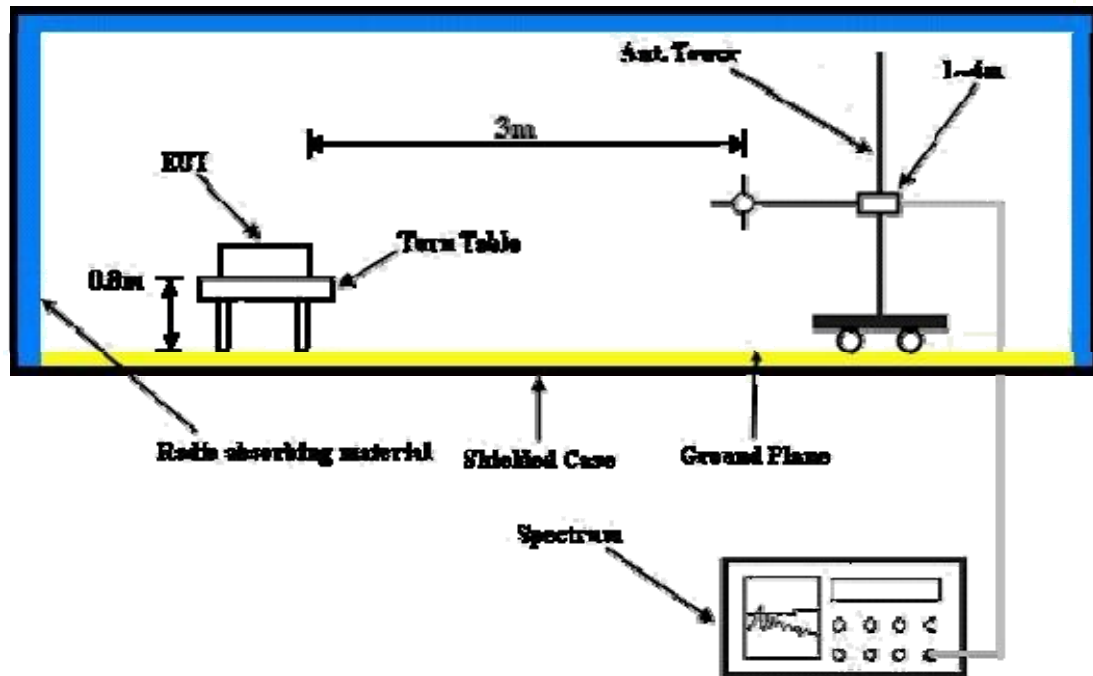 Ant. Tower
1~4m
3m
EUT
Turn Table
0.8m
Radio absorbing material
Shielded Case
Ground Plane
Spectrum